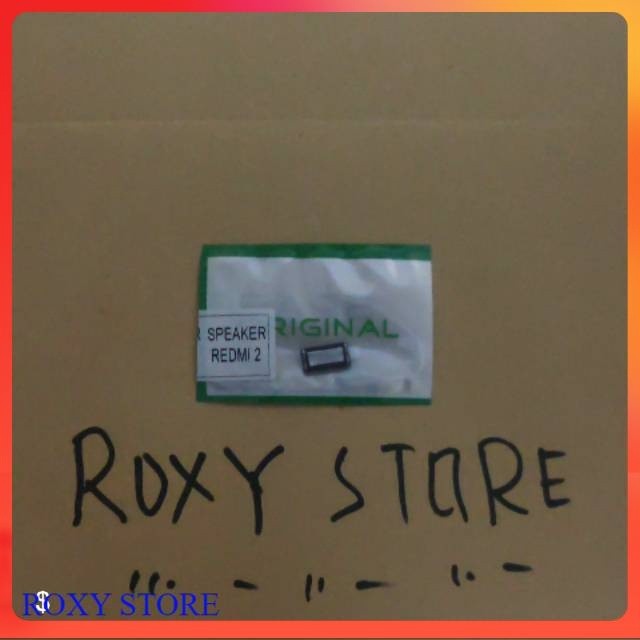 RIGINAL
R SPEAKER
REDMI 2
ROXY STORE
ROXY STORE